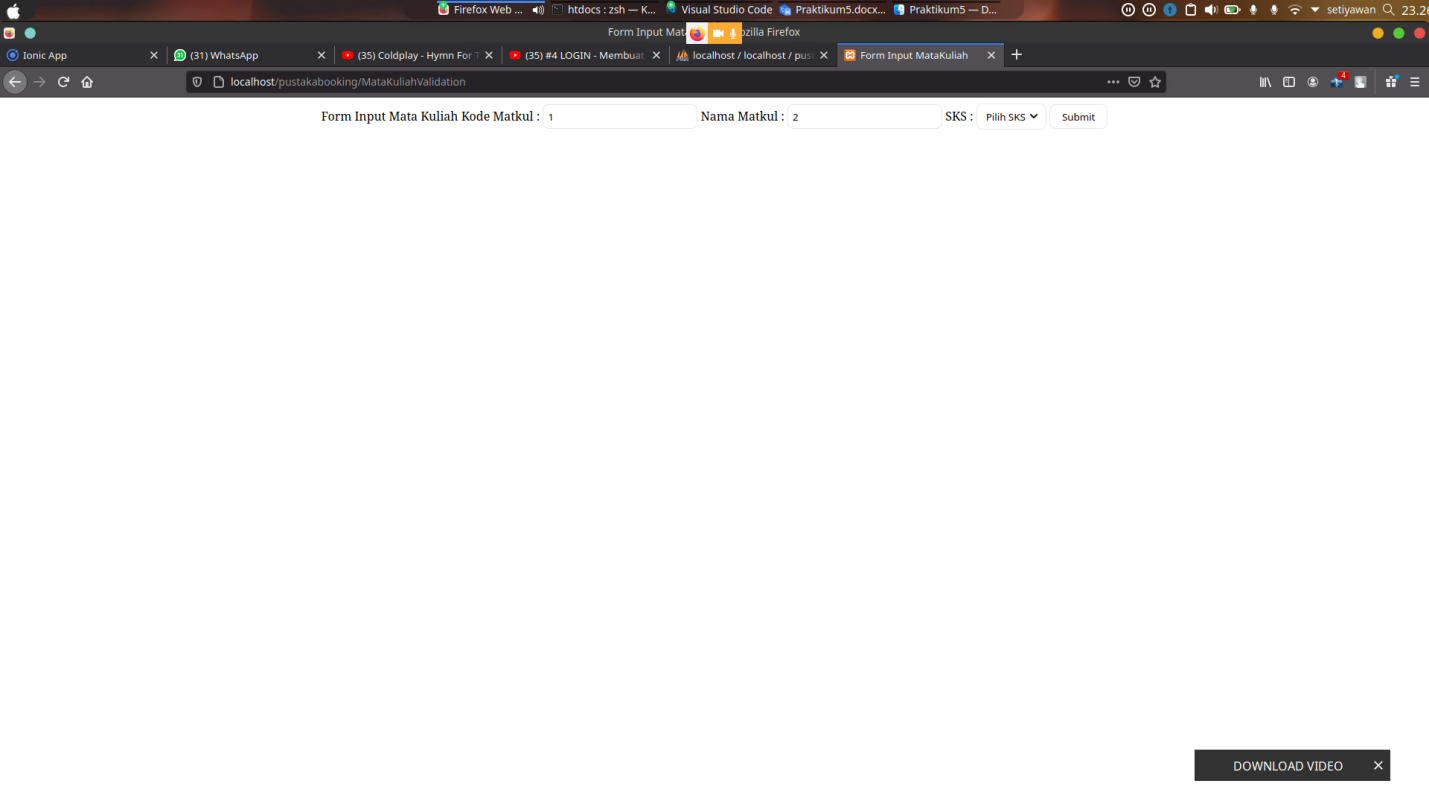 Firefox Web ... htdocs : zsh — K... Visual Studio Code Praktikum5.docx... Praktikum5 — D... setiyawan
Form Input Mat ozilla Firefox
Ionic App (31) WhatsApp (35) Coldplay - Hymn For (35) #4 LOGIN - Membuat localhost / localhost / pus Form Input MataKuliah
localhost/pustakabooking/MataKuliahValidation 4
Form Input Mata Kuliah Kode Matkul : 1 Nama Matkul : 2 SKS : Pilih SKS Submit
DOWNLOAD VIDEO